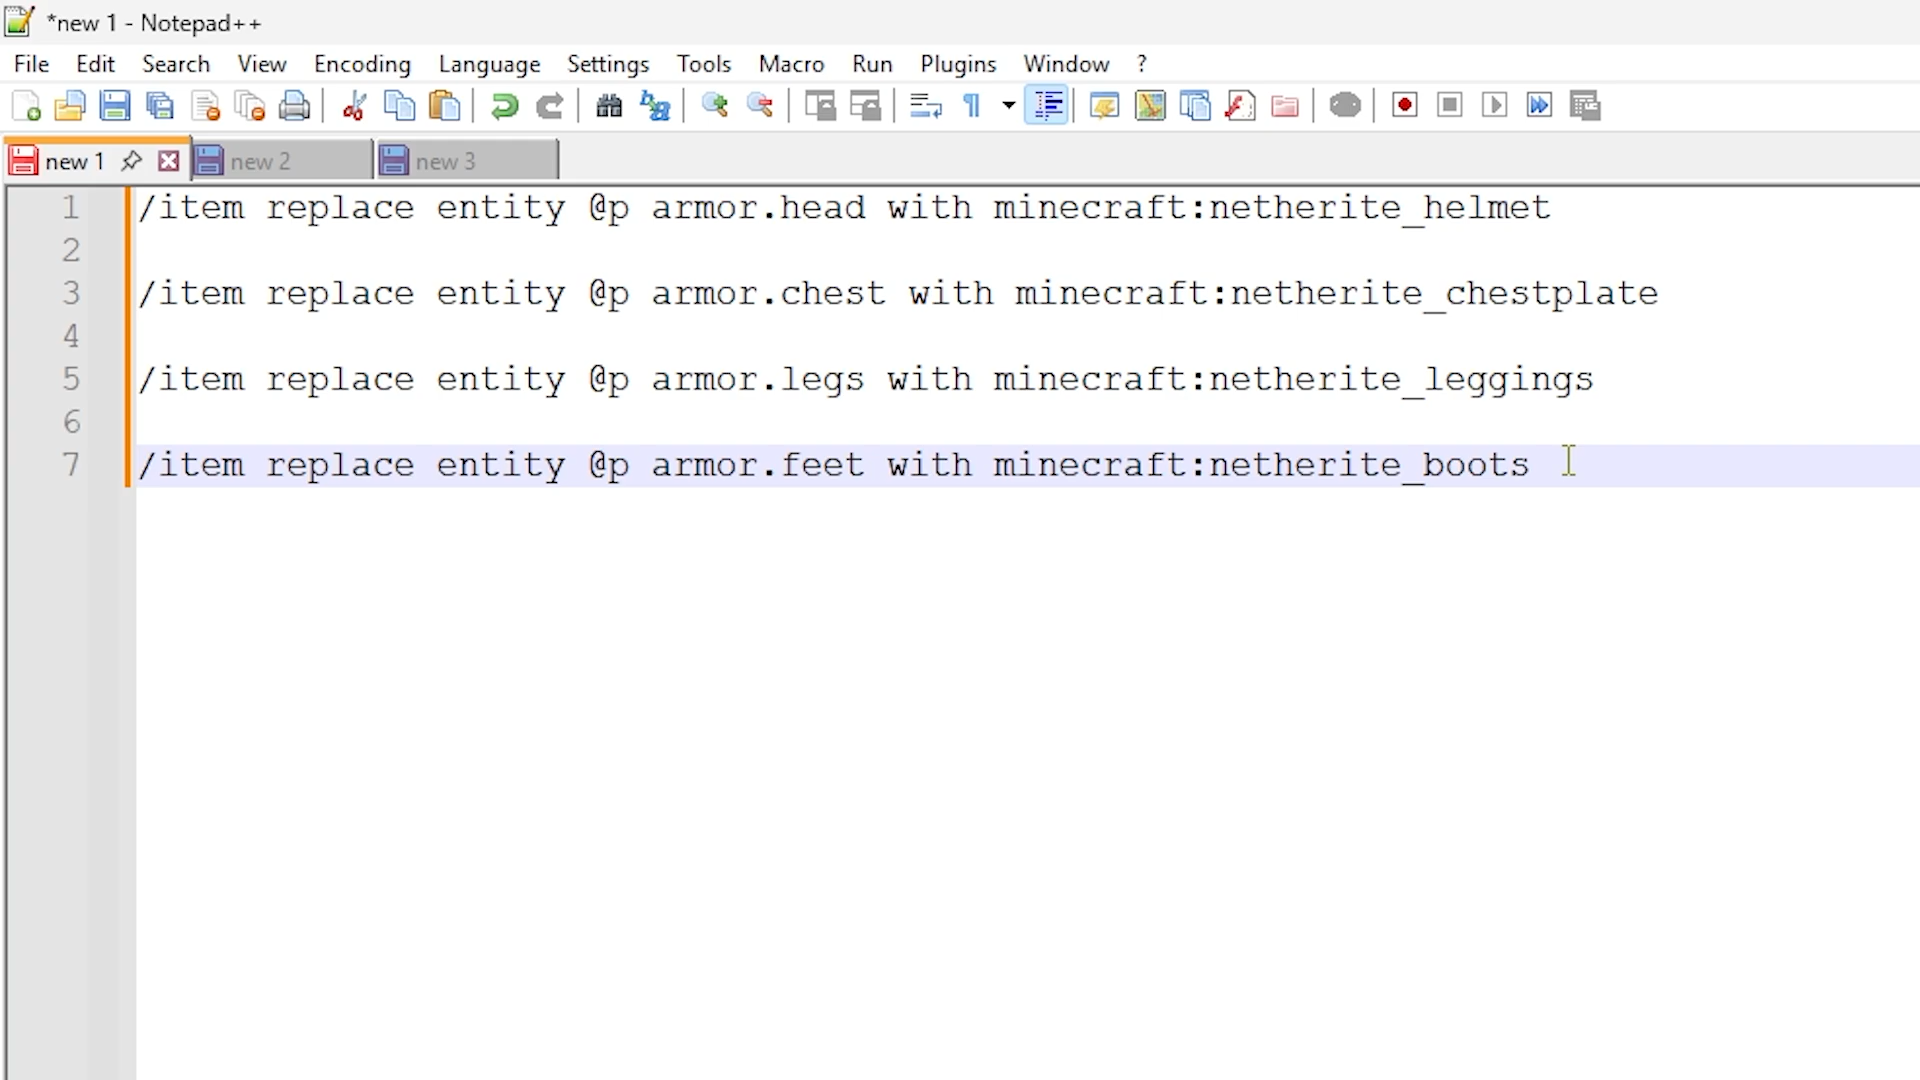 *new 1 - Notepad++
File Edit Search View Encoding Language Settings Tools Macro Run Plugins Window ?
new 1 new 2 new 3
1 /item replace entity @p armor.head with minecraft:netherite_helmet
2
3 /item replace entity @p armor.chest with minecraft:netherite_chestplate
4
5 /item replace entity @p armor.legs with minecraft:netherite_leggings
6
7 /item replace entity @p armor.feet with minecraft:netherite_boots